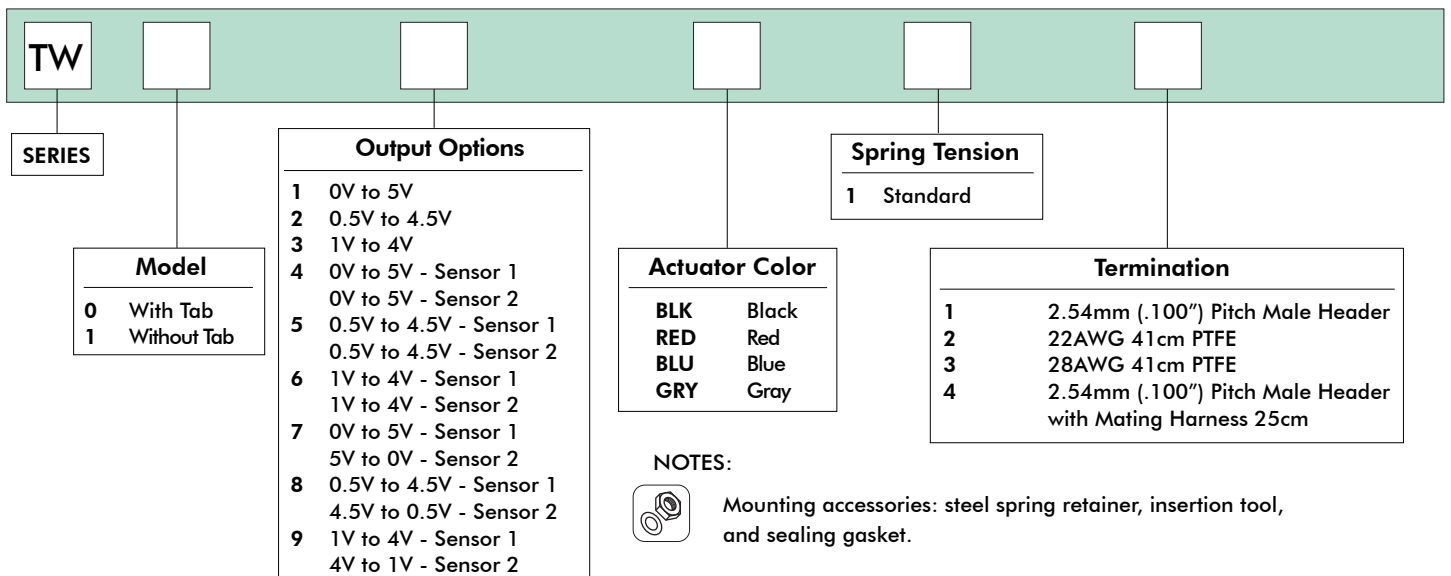 TW
SERIES
Model
0 With Tab
1 Without Tab
Output Options
1 0V to 5V
2 0.5V to 4.5V
3 1V to 4V
4 0V to 5V - Sensor 1
0V to 5V - Sensor 2
5 0.5V to 4.5V - Sensor 1
0.5V to 4.5V - Sensor 2
6 1V to 4V - Sensor 1
1V to 4V - Sensor 2
7 0V to 5V - Sensor 1
5V to 0V - Sensor 2
8 0.5V to 4.5V - Sensor 1
4.5V to 0.5V - Sensor 2
9 1V to 4V - Sensor 1
4V to 1V - Sensor 2
Actuator Color
BLK Black
RED Red
BLU Blue
GRY Gray
Spring Tension
1 Standard
Termination
1 2.54mm (.100”) Pitch Male Header
2 22AWG 41cm PTFE
3 28AWG 41cm PTFE
4 2.54mm (.100”) Pitch Male Header
with Mating Harness 25cm
NOTES:
Mounting accessories: steel spring retainer, insertion tool,
and sealing gasket.